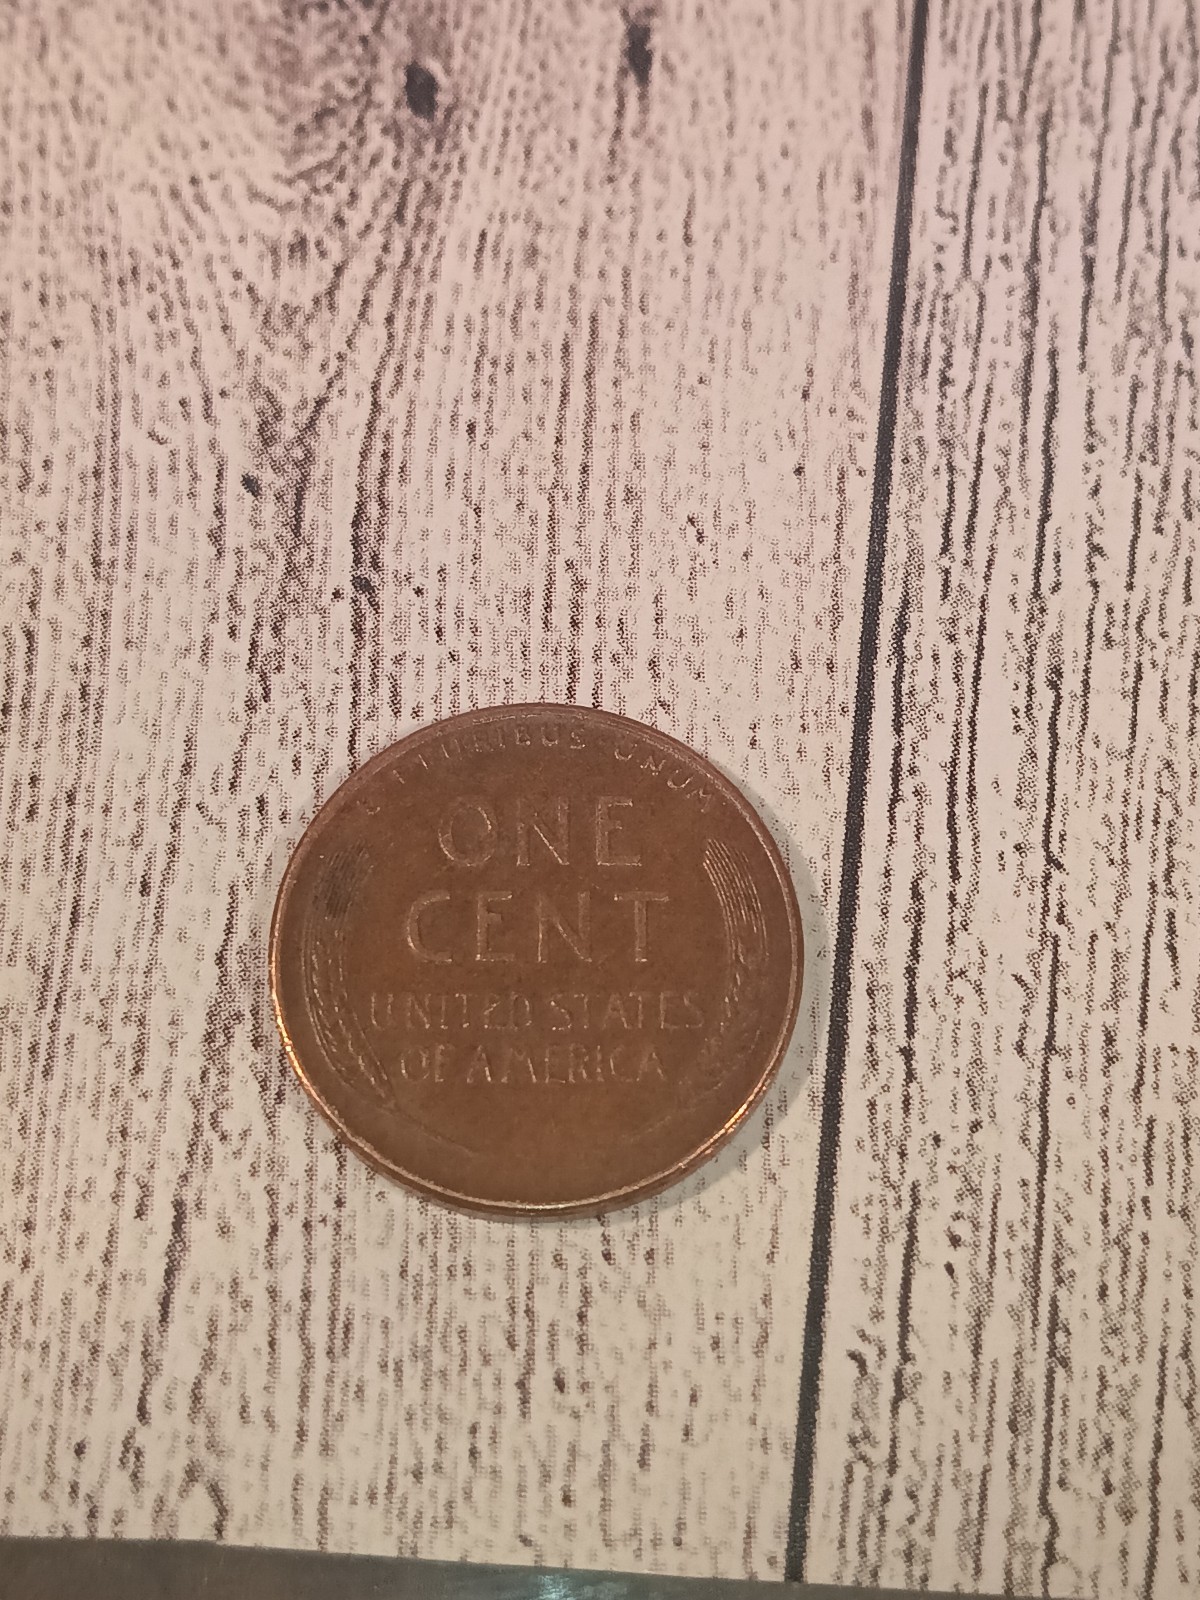 E PLURIBUS UNUM
ONE
CENT
UNITED STATES
OF AMERICA